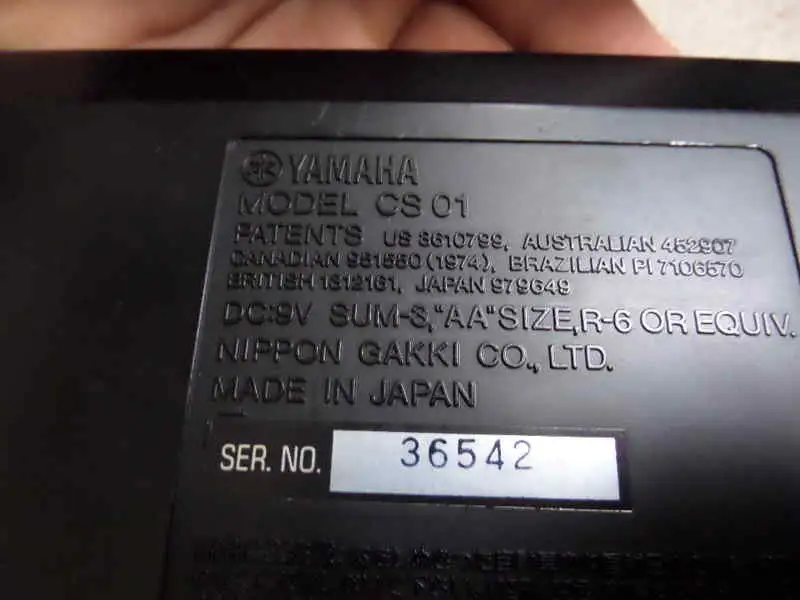 YAMAHA
MODEL CS 01
PATENTS US 3610799, AUSTRALIAN 452907
CANADIAN 951550 (1974), BRAZILIAN PI 7106570
BRITISH 1312161, JAPAN 979649
DC:9V SUM-3,"AA" SIZE, R-6 OR EQUIV.
NIPPON GAKKI CO., LTD.
MADE IN JAPAN
SER. NO. 36542